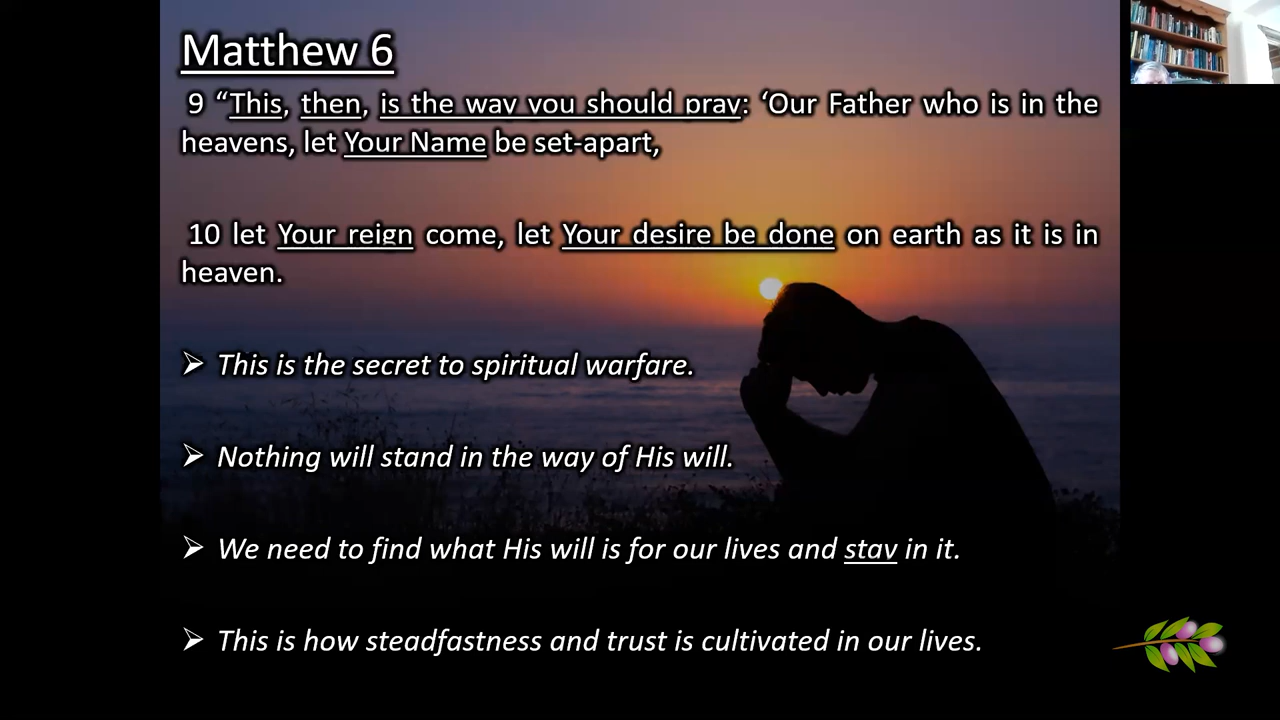 Matthew 6
9 “This, then, is the way you should pray: ‘Our Father who is in the
heavens, let Your Name be set-apart,
10 let Your reign come, let Your desire be done on earth as it is in
heaven.
➢ This is the secret to spiritual warfare.
➢ Nothing will stand in the way of His will.
➢ We need to find what His will is for our lives and stay in it.
➢ This is how steadfastness and trust is cultivated in our lives.